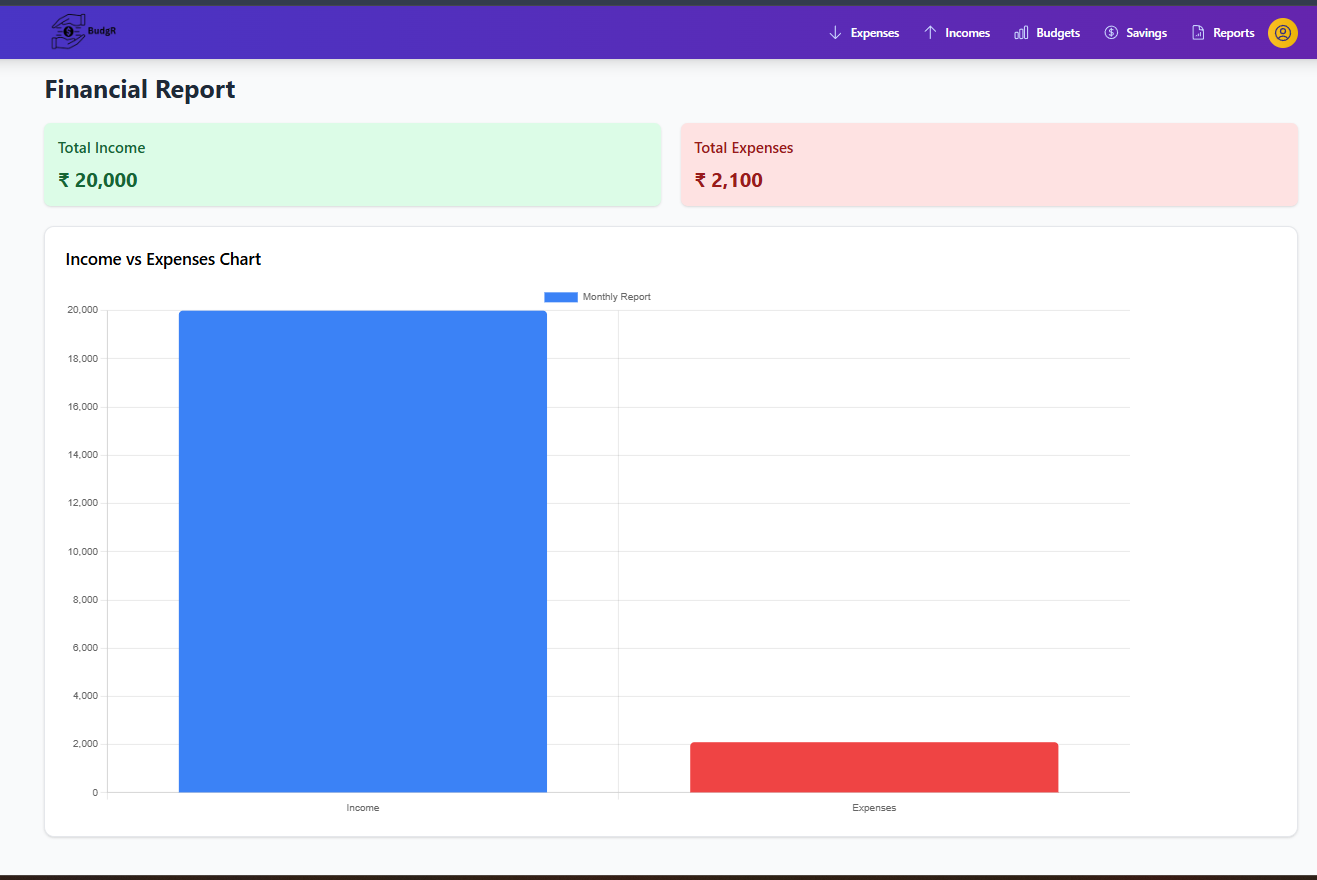 BudgR
Expenses
Incomes
Budgets
Savings
Reports
Financial Report
Total Income
₹ 20,000
Total Expenses
₹ 2,100
Income vs Expenses Chart
Monthly Report
20,000
18,000
16,000
14,000
12,000
10,000
8,000
6,000
4,000
2,000
0
Income
Expenses